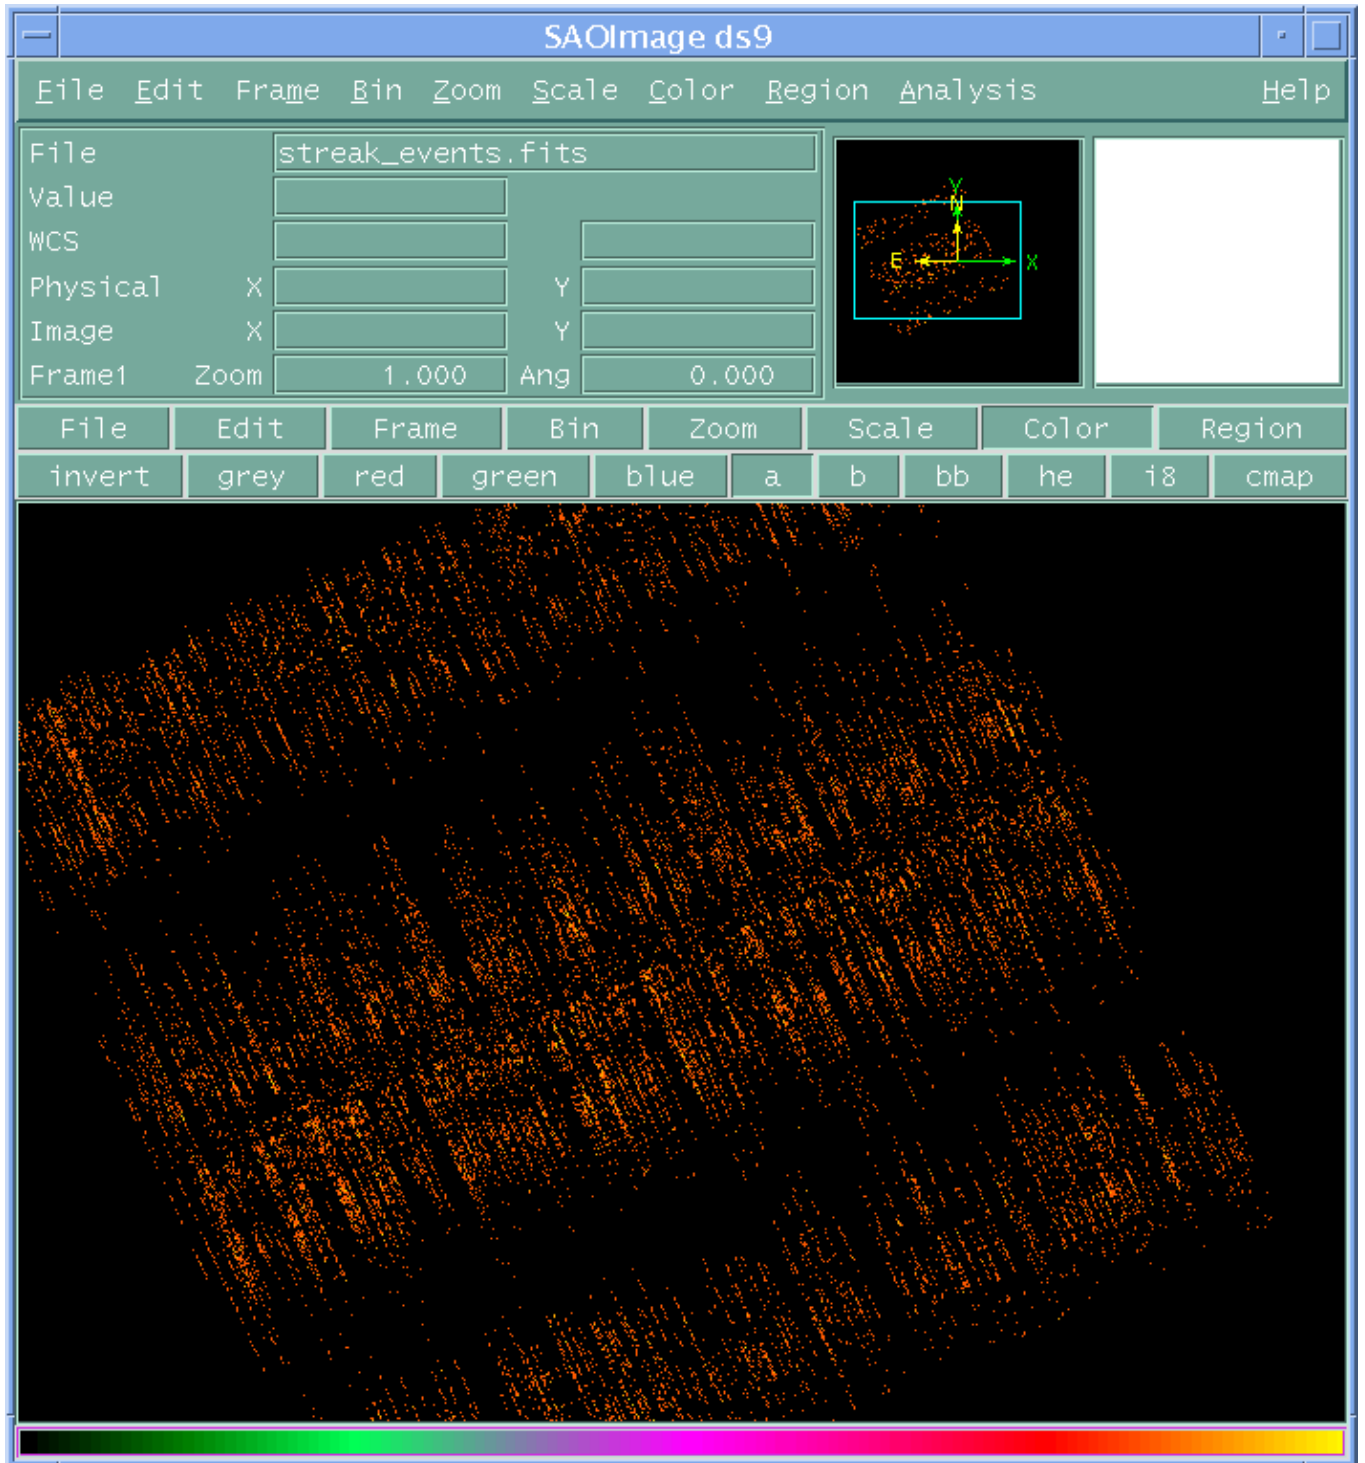 SAOImage ds9
File Edit Frame Bin Zoom Scale Color Region Analysis Help
File streak_events.fits
Value
WCS
Physical X Y
Image X Y
Frame1 Zoom 1.000 Ang 0.000
Y
N
E X
File Edit Frame Bin Zoom Scale Color Region
invert grey red green blue a b bb he i8 cmap